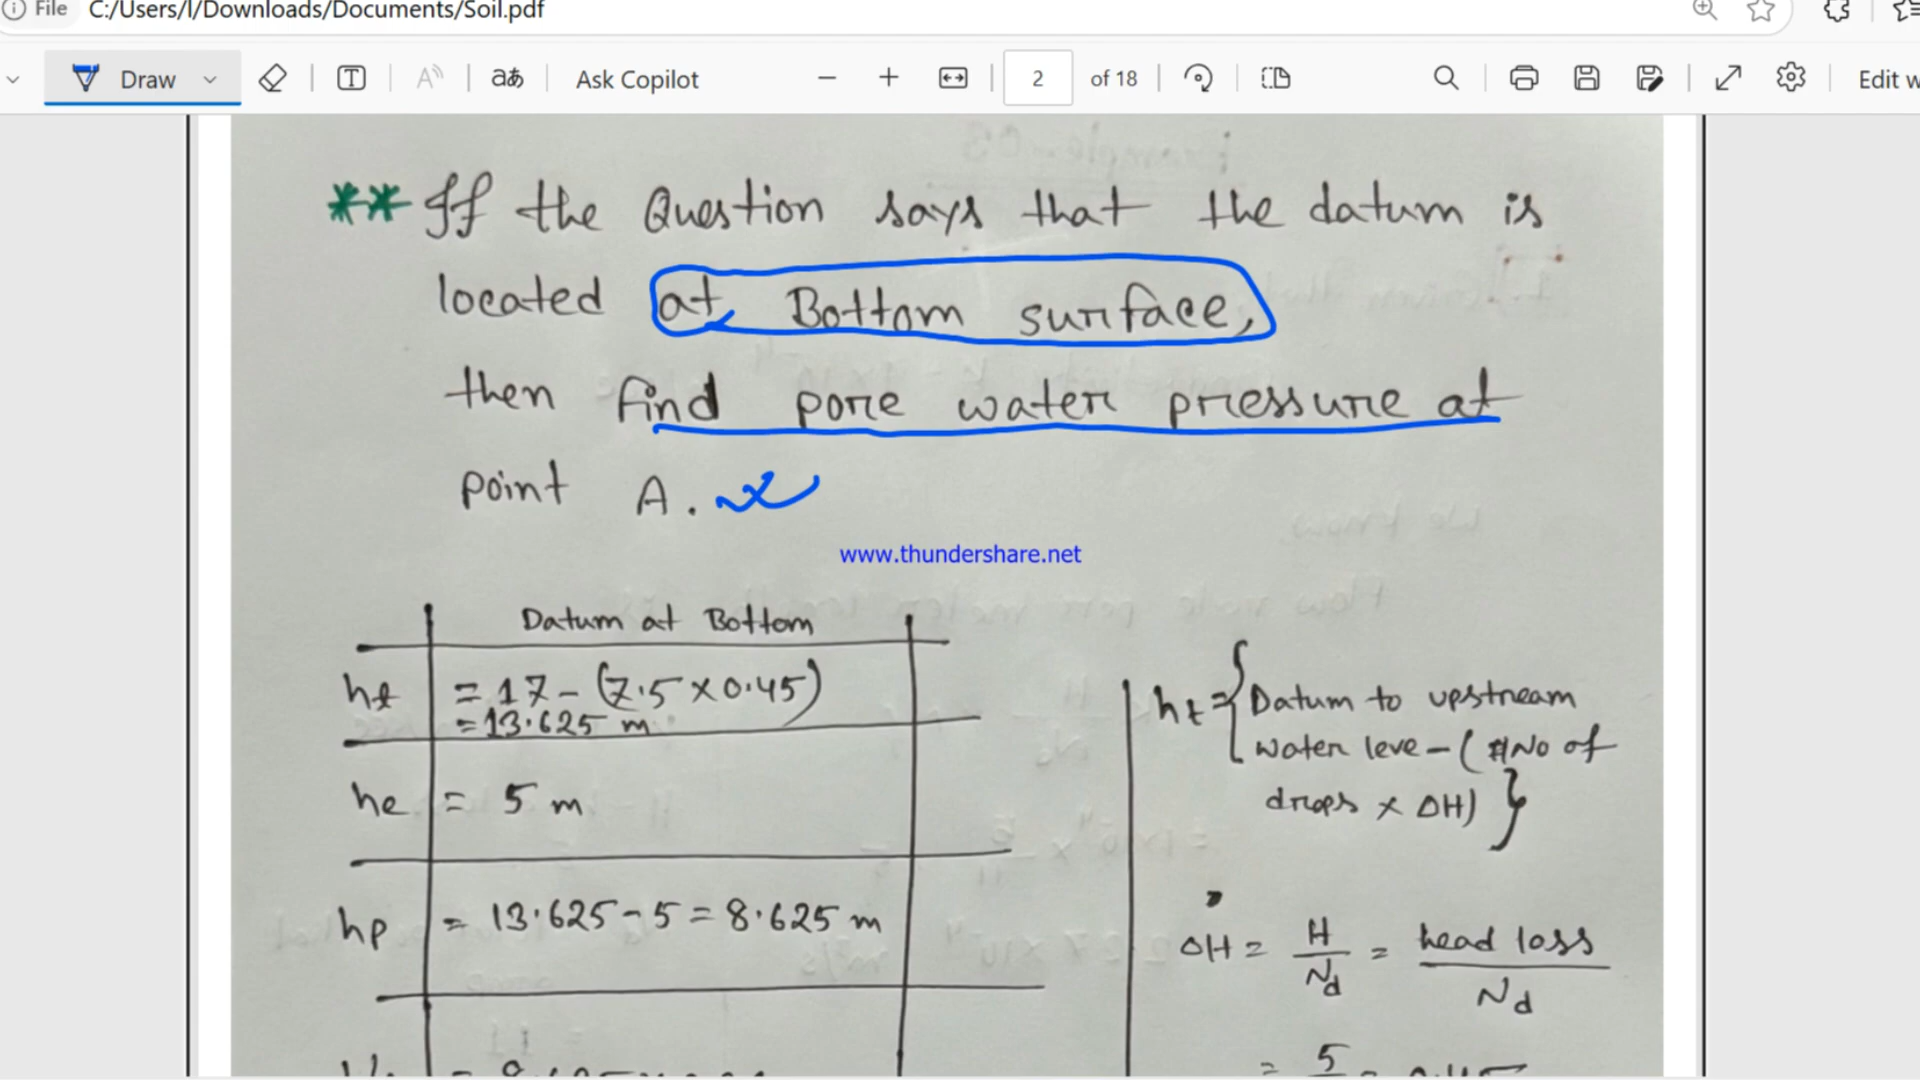 File C:/Users/I/Downloads/Documents/Soil.pdf
Draw Ask Copilot 2 of 18 Edit w
** If the Question says that the datum is
located at Bottom surface,
then find pore water pressure at
point A.
www.thundershare.net
Datum at Bottom
ht = 17 - (7.5 x 0.45)
= 13.625 m
he = 5 m
hp = 13.625 - 5 = 8.625 m
ht = { Datum to upstream
water leve - ( #No of
drops x ΔH) }
ΔH = H/Nd = head loss/Nd
= 5